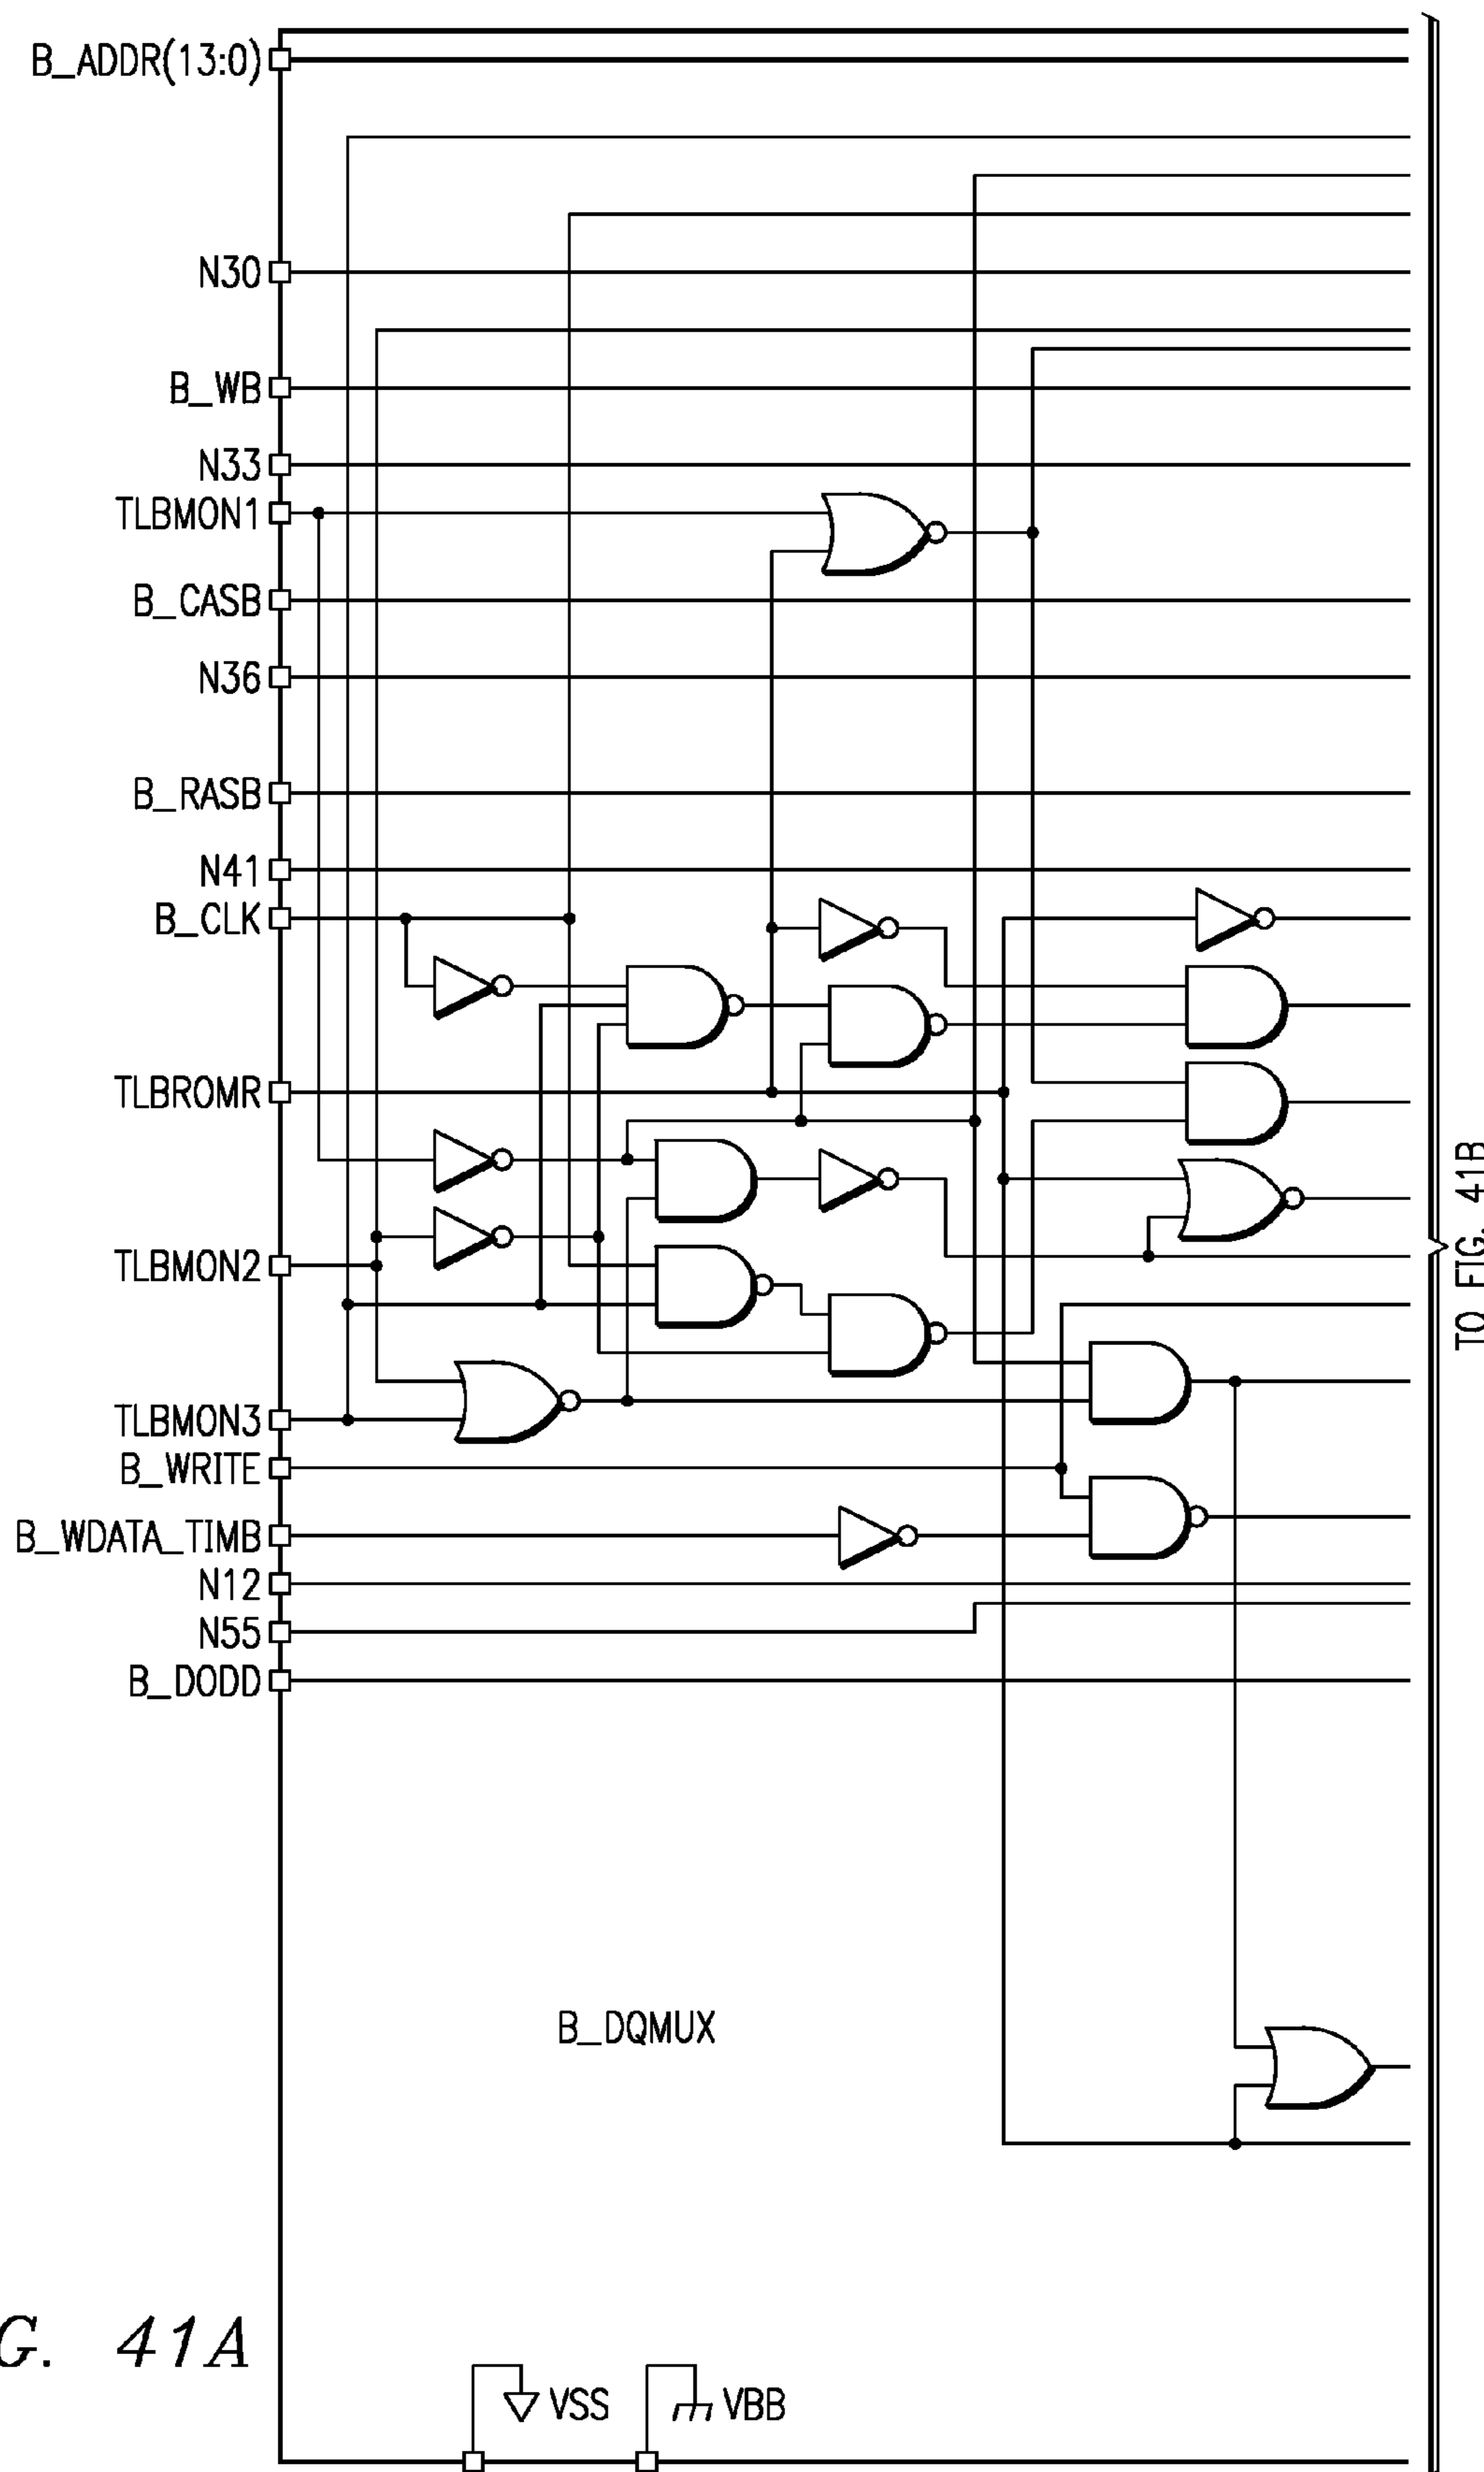 B_ADDR(13:0)
N30
B_WB
N33
TLBMON1
B_CASB
N36
B_RASB
N41
B_CLK
TLBROMR
TLBMON2
TLBMON3
B_WRITE
B_WDATA_TIMB
N12
N55
B_DODD
B_DQMUX
TO FIG. 41B
G. 41A
VSS
VBB